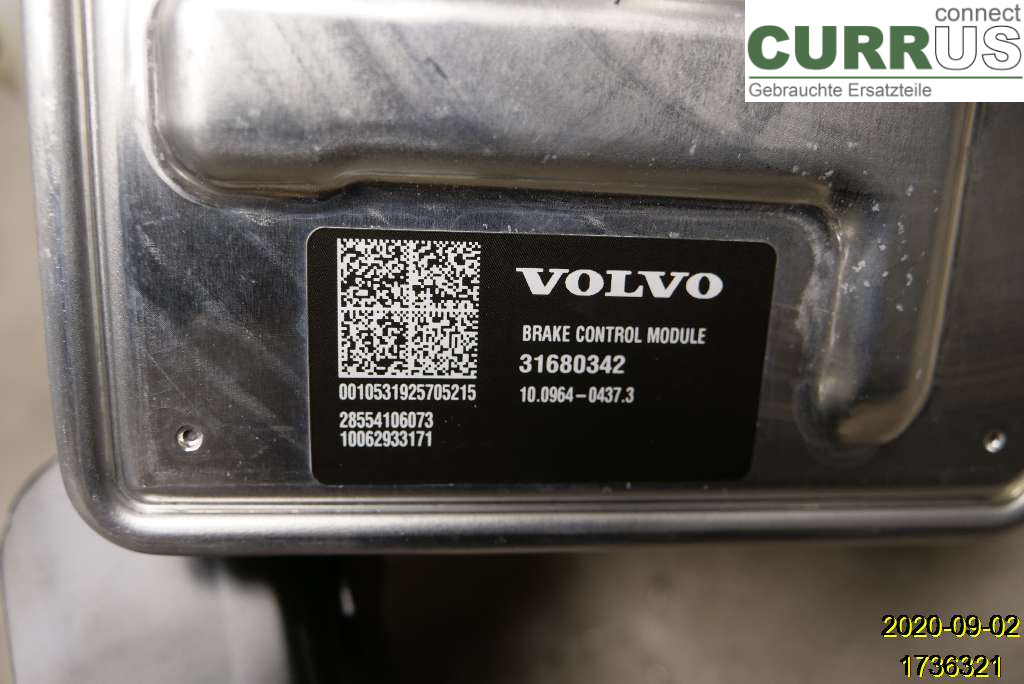 connect
CURRUS
Gebrauchte Ersatzteile
VOLVO
BRAKE CONTROL MODULE
31680342
10.0964-0437.3
0010531925705215
28554106073
10062933171
2020-09-02
1736321